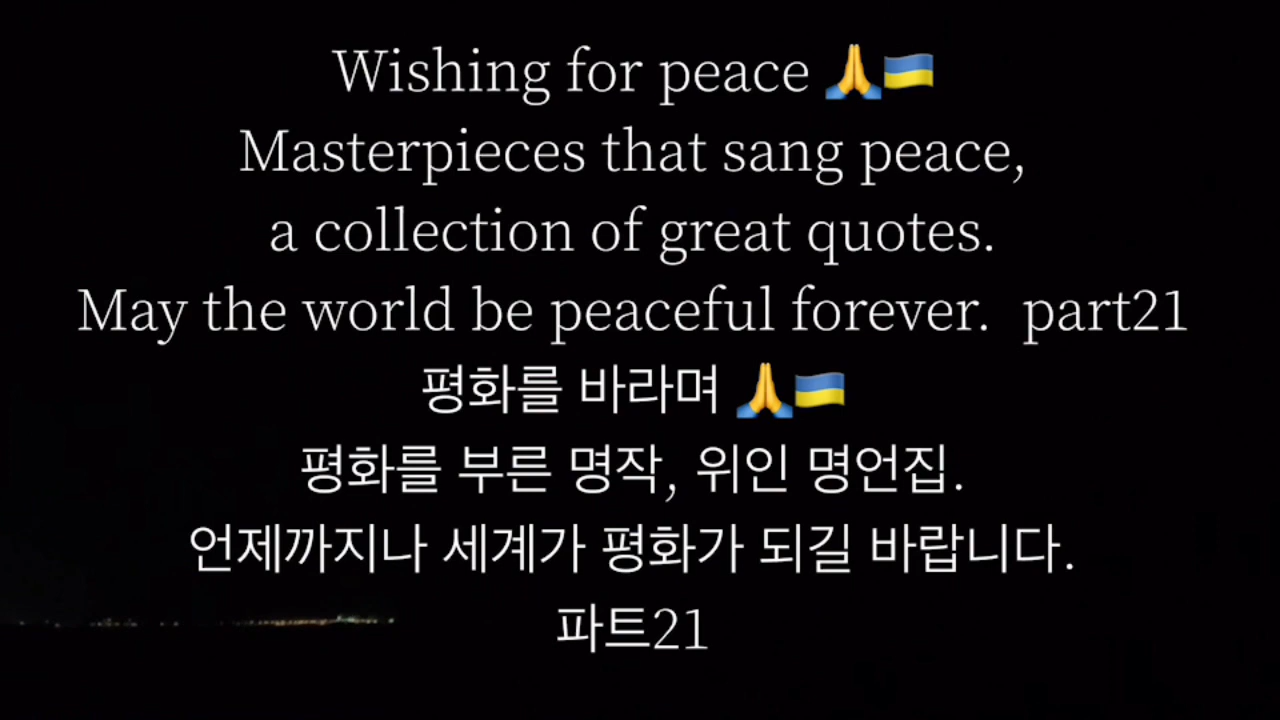 Wishing for peace 🙏🇺🇦
Masterpieces that sang peace,
a collection of great quotes.
May the world be peaceful forever.  part21
평화를 바라며 🙏🇺🇦
평화를 부른 명작, 위인 명언집.
언제까지나 세계가 평화가 되길 바랍니다.
파트21